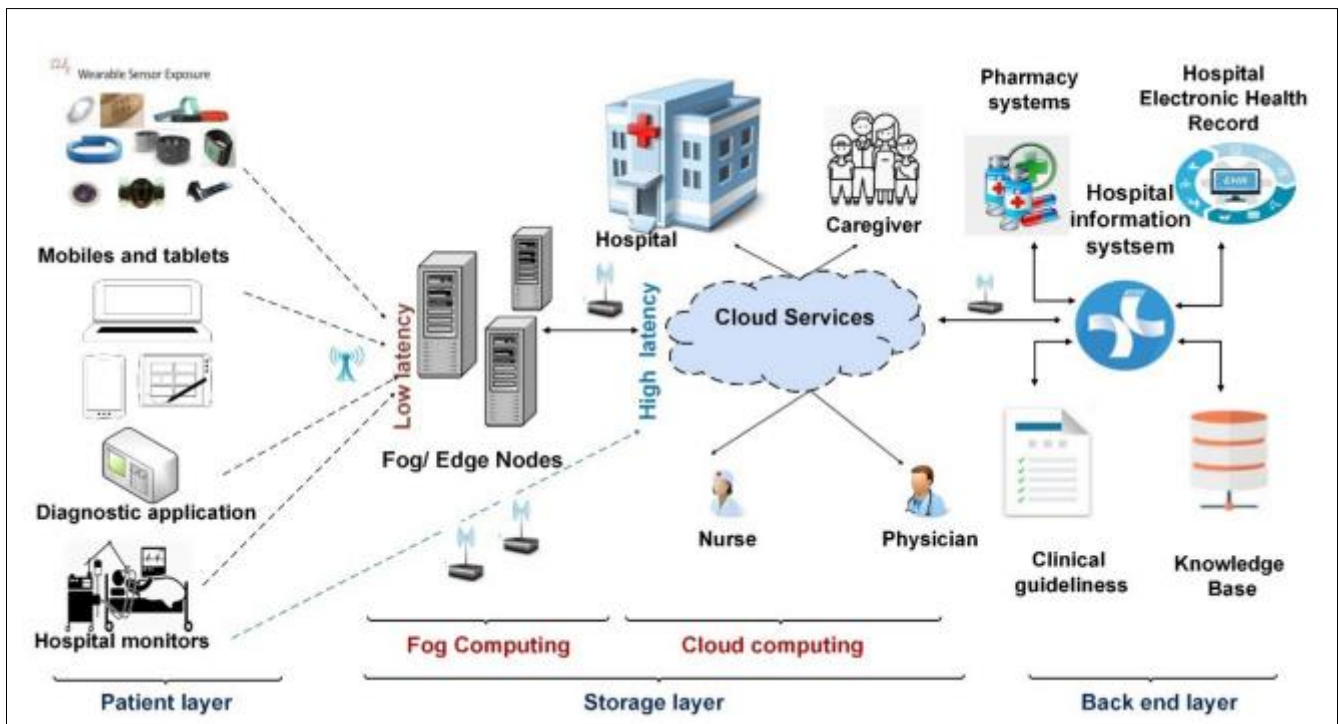 Wearable Sensor Exposure
Mobiles and tablets
Diagnostic application
Hospital monitors
Low latency
Fog/ Edge Nodes
High latency
Hospital
Caregiver
Cloud Services
Nurse
Physician
Pharmacy
systems
Hospital
Electronic Health
Record
EHR
Hospital
information
systsem
Clinical
guideliness
Knowledge
Base
Fog Computing
Cloud computing
Patient layer
Storage layer
Back end layer